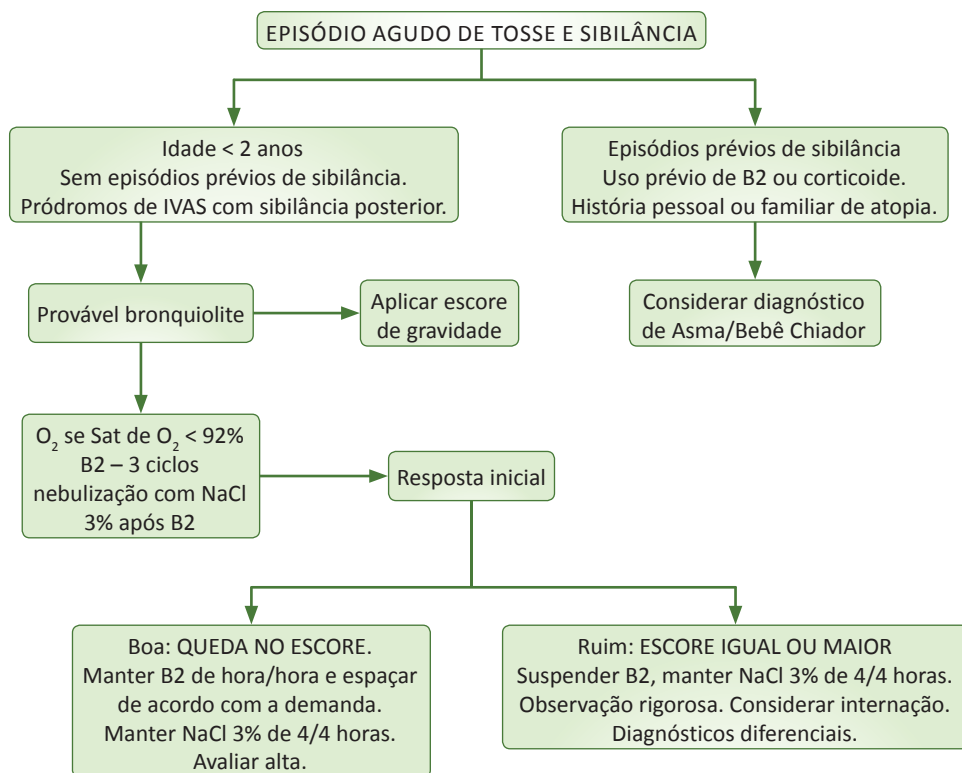 EPISÓDIO AGUDO DE TOSSE E SIBILÂNCIA
Idade < 2 anos
Sem episódios prévios de sibilância.
Pródromos de IVAS com sibilância posterior.
Episódios prévios de sibilância
Uso prévio de B2 ou corticoide.
História pessoal ou familiar de atopia.
Provável bronquiolite
Aplicar escore
de gravidade
Considerar diagnóstico
de Asma/Bebê Chiador
O₂ se Sat de O₂ < 92%
B2 – 3 ciclos
nebulização com NaCl
3% após B2
Resposta inicial
Boa: QUEDA NO ESCORE.
Manter B2 de hora/hora e espaçar
de acordo com a demanda.
Manter NaCl 3% de 4/4 horas.
Avaliar alta.
Ruim: ESCORE IGUAL OU MAIOR
Suspender B2, manter NaCl 3% de 4/4 horas.
Observação rigorosa. Considerar internação.
Diagnósticos diferenciais.